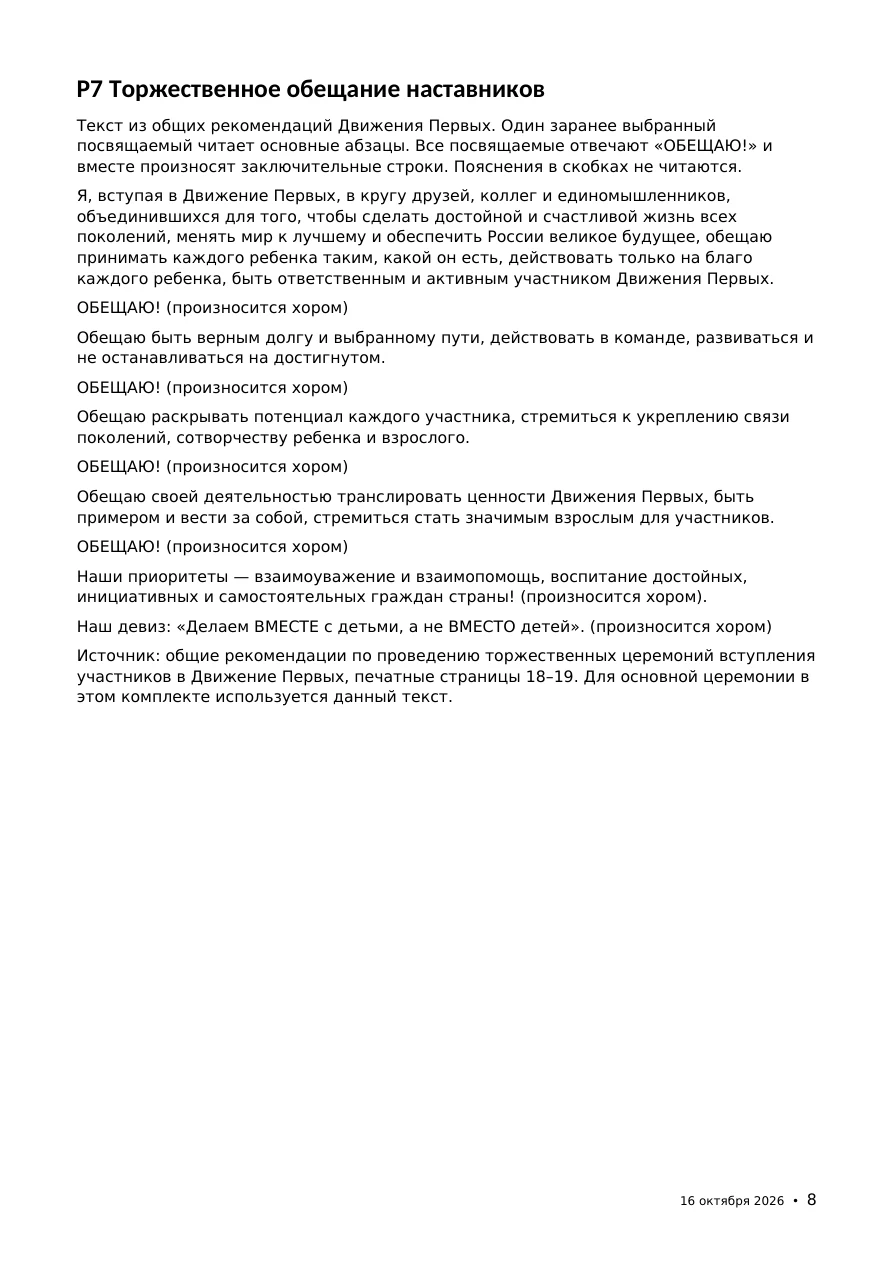 Р7 Торжественное обещание наставников
Текст из общих рекомендаций Движения Первых. Один заранее выбранный
посвящаемый читает основные абзацы. Все посвящаемые отвечают «ОБЕЩАЮ!» и
вместе произносят заключительные строки. Пояснения в скобках не читаются.
Я, вступая в Движение Первых, в кругу друзей, коллег и единомышленников,
объединившихся для того, чтобы сделать достойной и счастливой жизнь всех
поколений, менять мир к лучшему и обеспечить России великое будущее, обещаю
принимать каждого ребенка таким, какой он есть, действовать только на благо
каждого ребенка, быть ответственным и активным участником Движения Первых.
ОБЕЩАЮ! (произносится хором)
Обещаю быть верным долгу и выбранному пути, действовать в команде, развиваться и
не останавливаться на достигнутом.
ОБЕЩАЮ! (произносится хором)
Обещаю раскрывать потенциал каждого участника, стремиться к укреплению связи
поколений, сотворчеству ребенка и взрослого.
ОБЕЩАЮ! (произносится хором)
Обещаю своей деятельностью транслировать ценности Движения Первых, быть
примером и вести за собой, стремиться стать значимым взрослым для участников.
ОБЕЩАЮ! (произносится хором)
Наши приоритеты — взаимоуважение и взаимопомощь, воспитание достойных,
инициативных и самостоятельных граждан страны! (произносится хором).
Наш девиз: «Делаем ВМЕСТЕ с детьми, а не ВМЕСТО детей». (произносится хором)
Источник: общие рекомендации по проведению торжественных церемоний вступления
участников в Движение Первых, печатные страницы 18–19. Для основной церемонии в
этом комплекте используется данный текст.
16 октября 2026 • 8